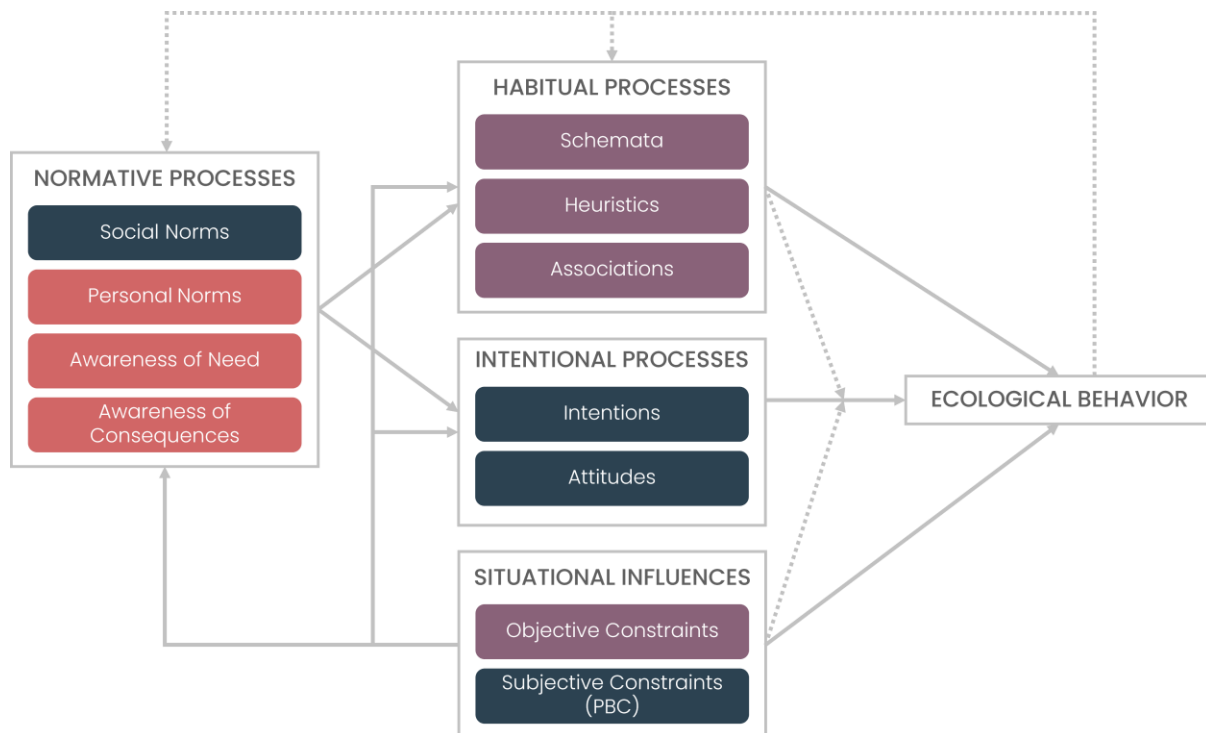 NORMATIVE PROCESSES
Social Norms
Personal Norms
Awareness of Need
Awareness of
Consequences
HABITUAL PROCESSES
Schemata
Heuristics
Associations
INTENTIONAL PROCESSES
Intentions
Attitudes
SITUATIONAL INFLUENCES
Objective Constraints
Subjective Constraints
(PBC)
ECOLOGICAL BEHAVIOR